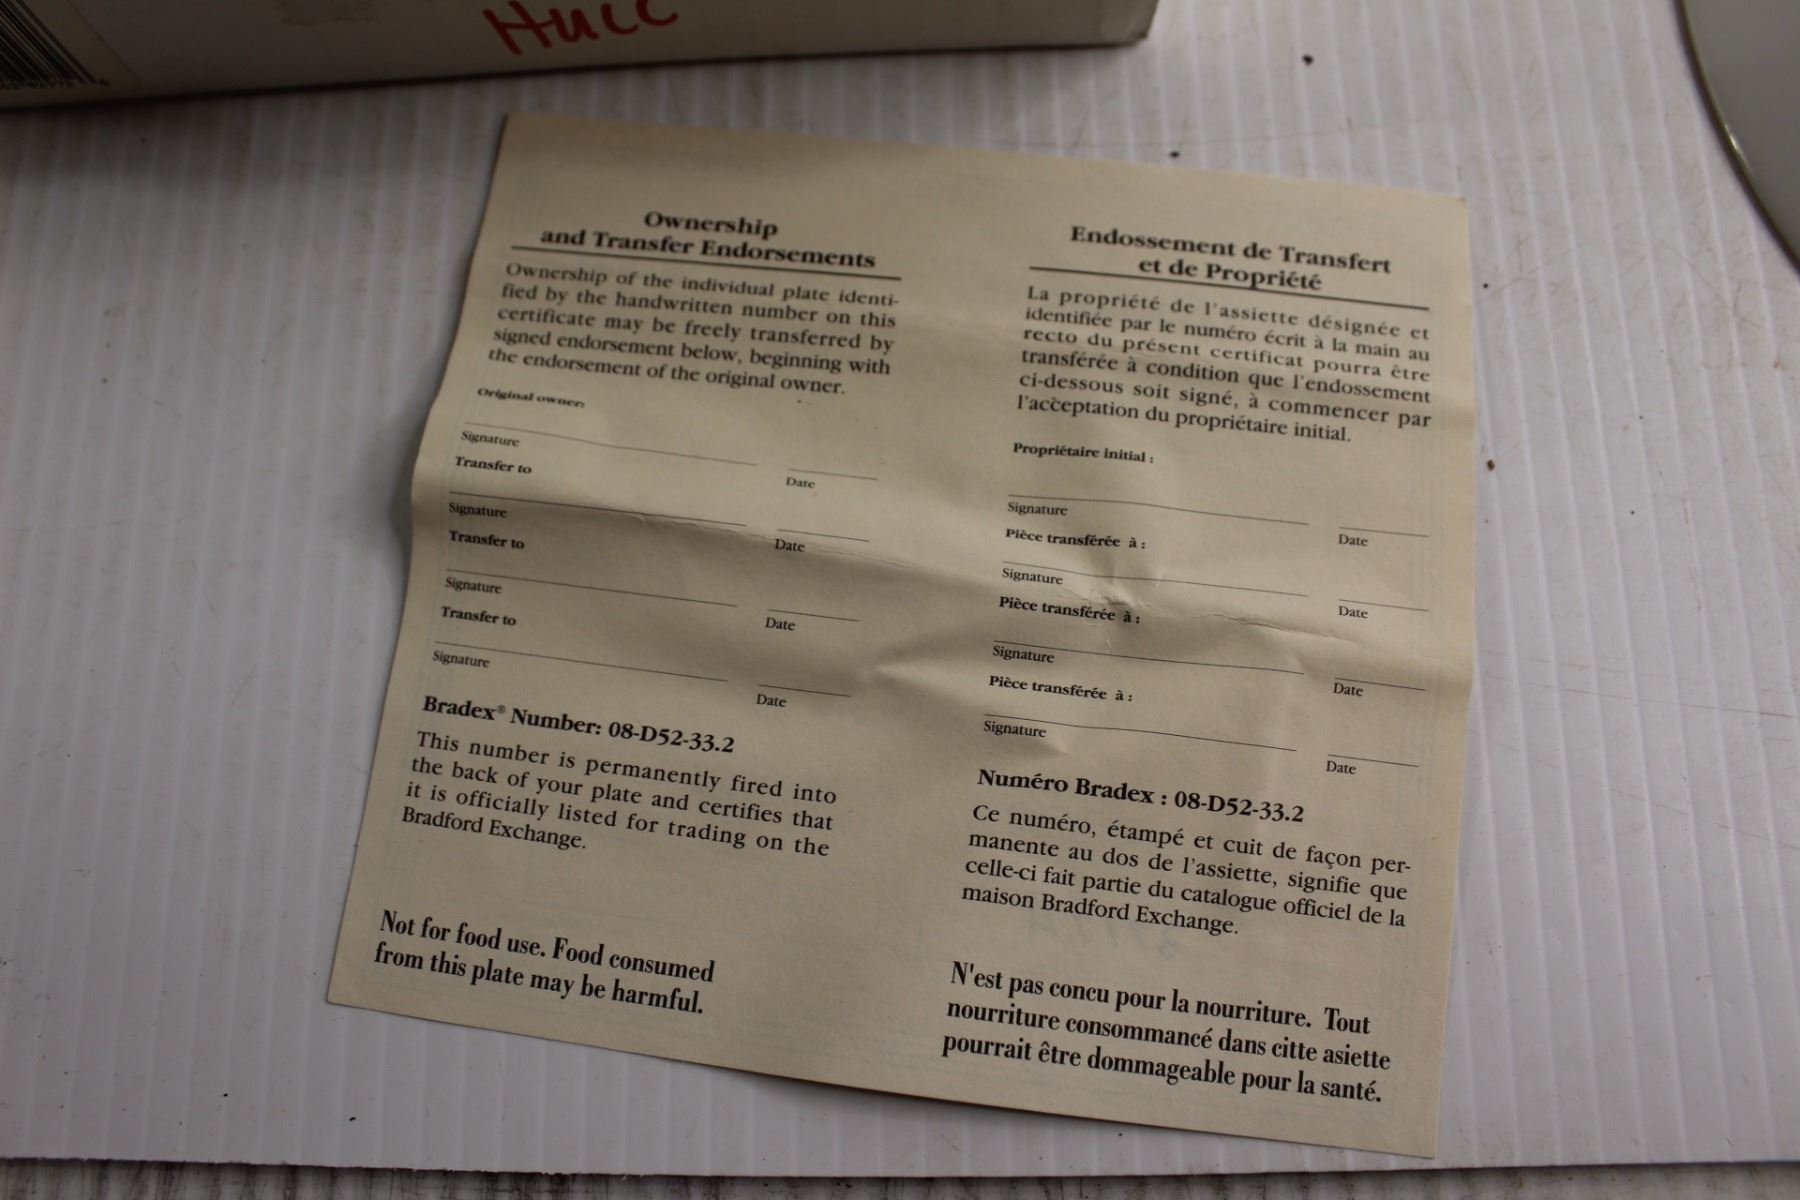 Hull
Ownership
and Transfer Endorsements
Ownership of the individual plate identi-
fied by the handwritten number on this
certificate may be freely transferred by
signed endorsement below, beginning with
the endorsement of the original owner.
Original owner:
Signature
Date
Transfer to
Signature
Date
Transfer to
Signature
Date
Transfer to
Signature
Date
Bradex® Number: 08-D52-33.2
This number is permanently fired into
the back of your plate and certifies that
it is officially listed for trading on the
Bradford Exchange.
Not for food use. Food consumed
from this plate may be harmful.
Endossement de Transfert
et de Propriété
La propriété de l'assiette désignée et
identifiée par le numéro écrit à la main au
recto du présent certificat pourra être
transférée à condition que l'endossement
ci-dessous soit signé, à commencer par
l'acceptation du propriétaire initial.
Propriétaire initial :
Signature
Date
Pièce transférée à :
Signature
Date
Pièce transférée à :
Signature
Date
Pièce transférée à :
Signature
Date
Numéro Bradex : 08-D52-33.2
Ce numéro, étampé et cuit de façon per-
manente au dos de l'assiette, signifie que
celle-ci fait partie du catalogue officiel de la
maison Bradford Exchange.
N'est pas concu pour la nourriture. Tout
nourriture consommancé dans citte asiette
pourrait être dommageable pour la santé.